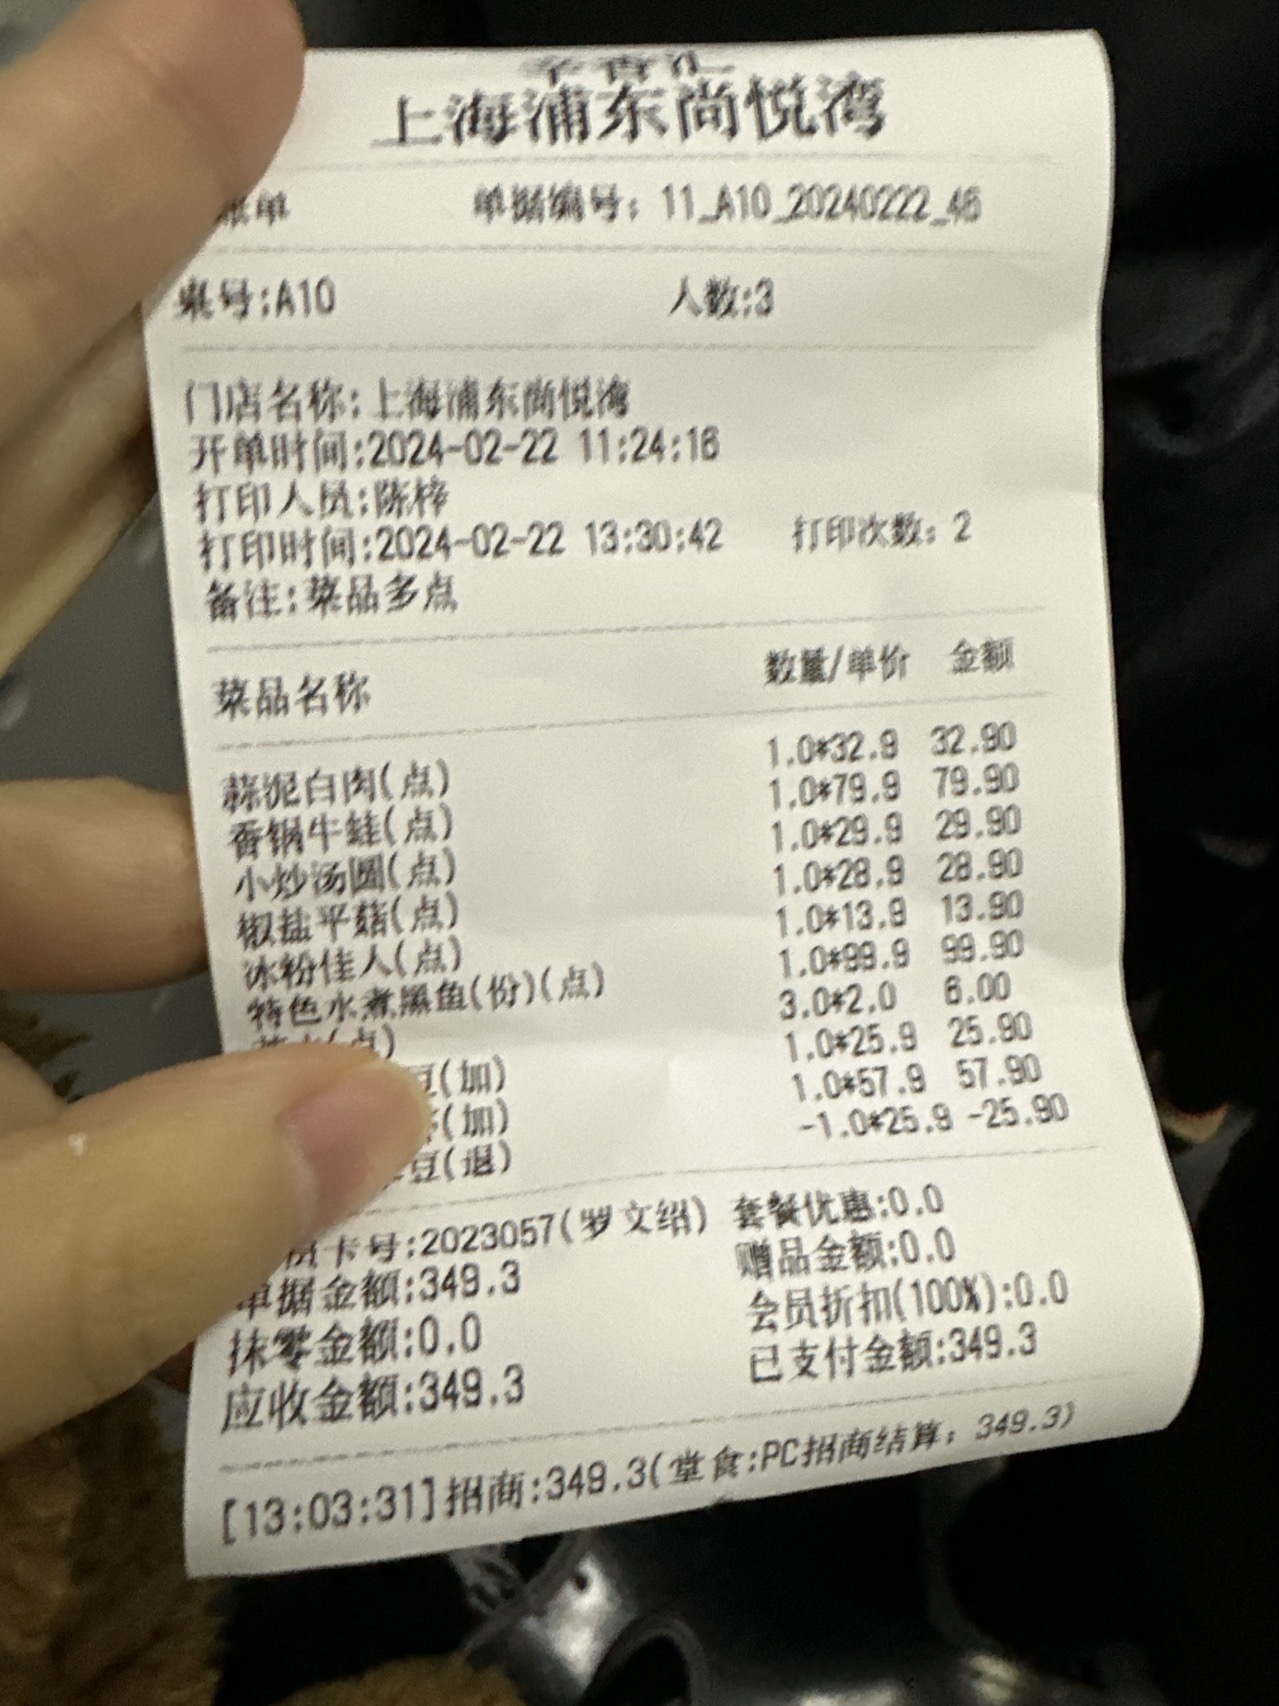 上海浦东尚悦湾
账单 单据编号：11_A10_20240222_46
桌号:A10 人数:3
门店名称:上海浦东尚悦湾
开单时间:2024-02-22 11:24:16
打印人员:陈梓
打印时间:2024-02-22 13:30:42 打印次数：2
备注:菜品多点
菜品名称 数量/单价 金额
蒜泥白肉(点) 1.0*32.9 32.90
香锅牛蛙(点) 1.0*79.9 79.90
小炒汤圆(点) 1.0*29.9 29.90
椒盐平菇(点) 1.0*28.9 28.90
冰粉佳人(点) 1.0*13.9 13.90
特色水煮黑鱼(份)(点) 1.0*99.9 99.90
(点) 3.0*2.0 6.00
豆(加) 1.0*25.9 25.90
(加) 1.0*57.9 57.90
豆(退) -1.0*25.9 -25.90
员卡号:2023057(罗文绍) 套餐优惠:0.0
单据金额:349.3 赠品金额:0.0
抹零金额:0.0 会员折扣(100%):0.0
应收金额:349.3 已支付金额:349.3
[13:03:31]招商:349.3(堂食:PC招商结算：349.3)